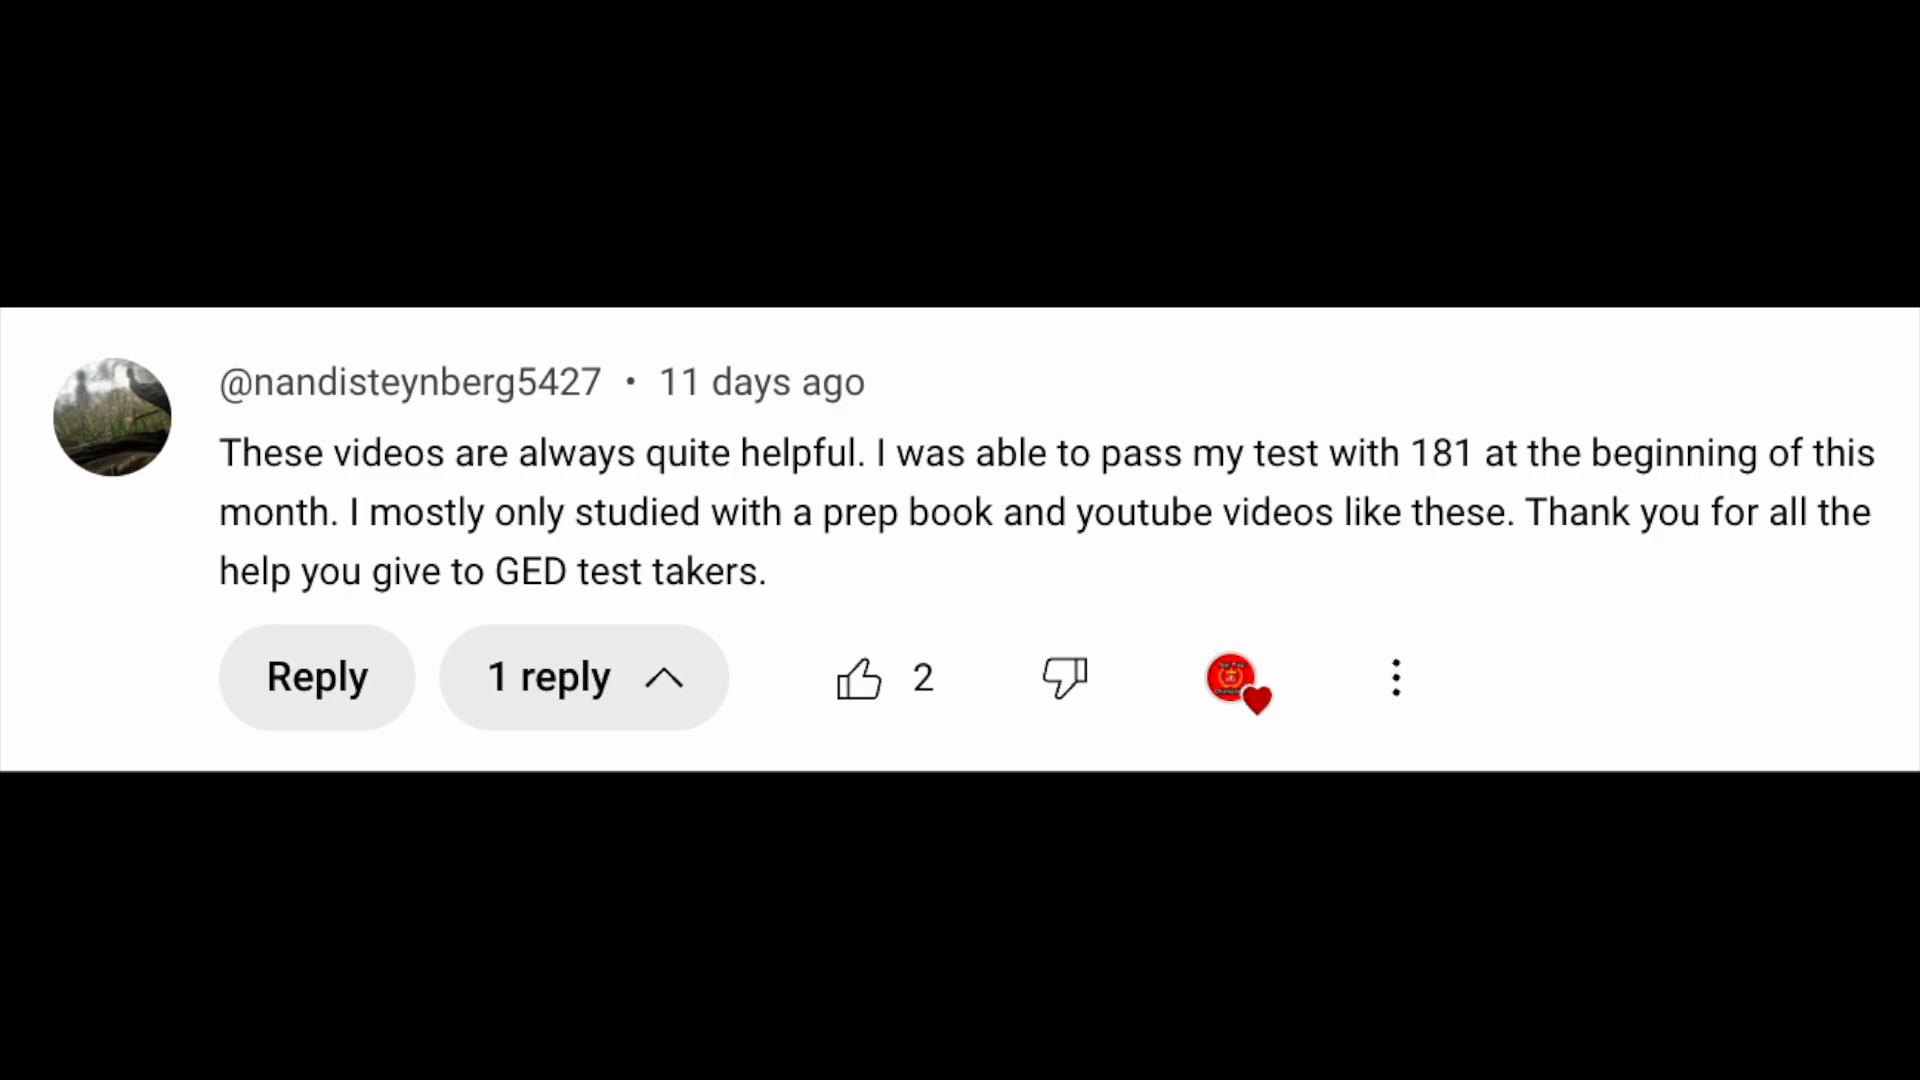 @nandisteynberg5427 • 11 days ago
These videos are always quite helpful. I was able to pass my test with 181 at the beginning of this
month. I mostly only studied with a prep book and youtube videos like these. Thank you for all the
help you give to GED test takers.
Reply 1 reply 2